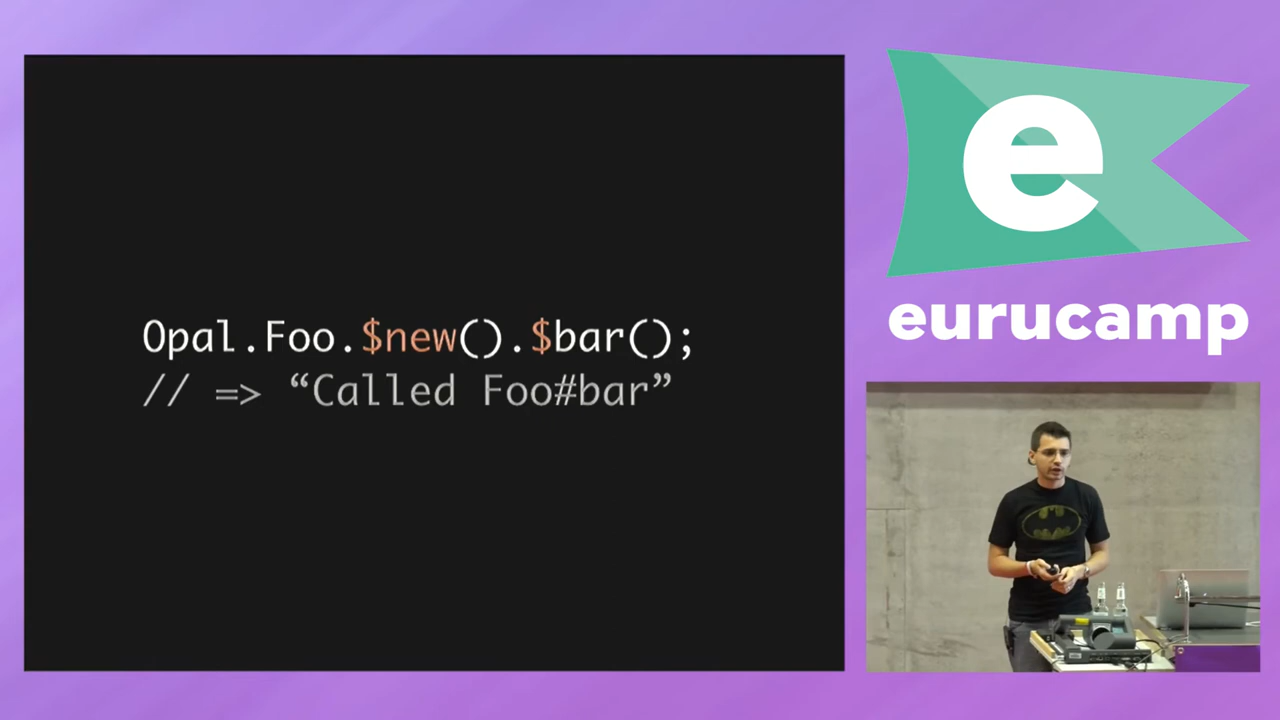 Opal.Foo.$new().$bar();
// => “Called Foo#bar”
e
eurucamp